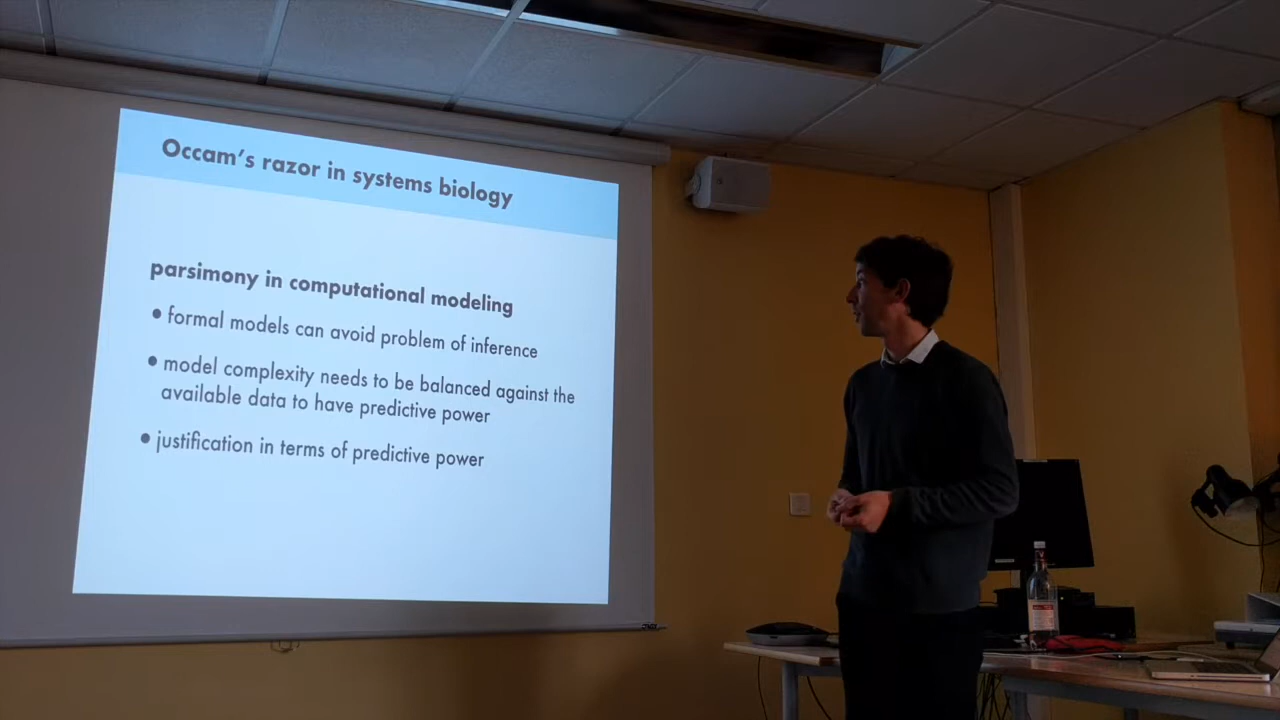 Occam's razor in systems biology
parsimony in computational modeling
• formal models can avoid problem of inference
• model complexity needs to be balanced against the
available data to have predictive power
• justification in terms of predictive power